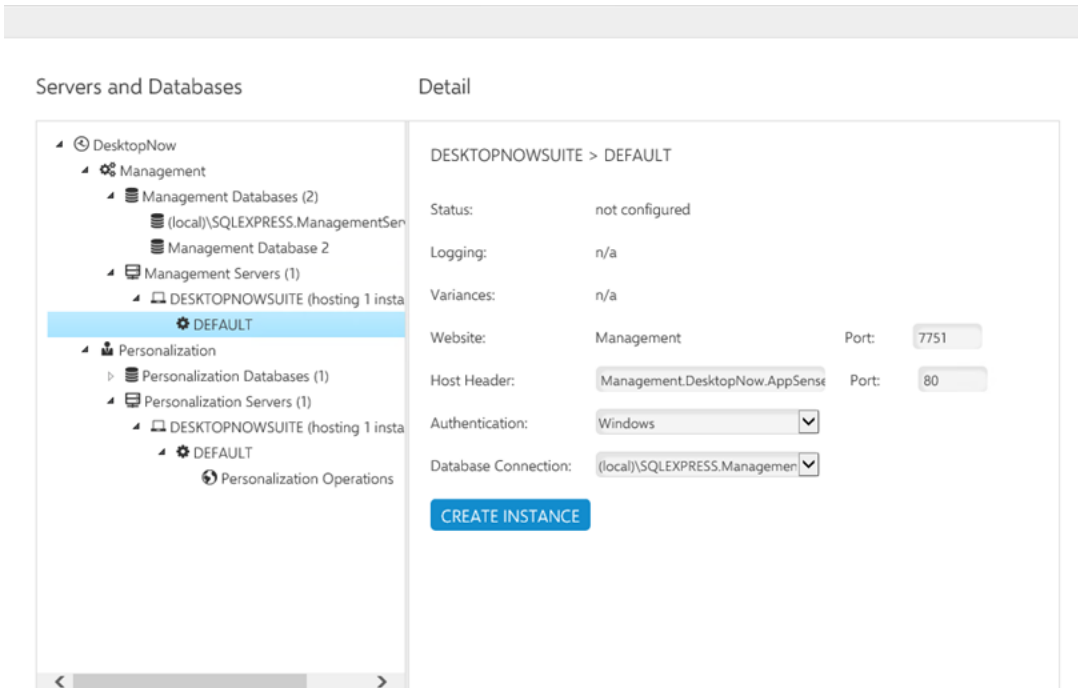 Servers and Databases
Detail
DesktopNow
Management
Management Databases (2)
(local)\SQLEXPRESS.ManagementSer
Management Database 2
Management Servers (1)
DESKTOPNOWSUITE (hosting 1 insta
DEFAULT
Personalization
Personalization Databases (1)
Personalization Servers (1)
DESKTOPNOWSUITE (hosting 1 insta
DEFAULT
Personalization Operations
DESKTOPNOWSUITE > DEFAULT
Status: not configured
Logging: n/a
Variances: n/a
Website: Management Port: 7751
Host Header: Management.DesktopNow.AppSense Port: 80
Authentication: Windows
Database Connection: (local)\SQLEXPRESS.Managemen
CREATE INSTANCE